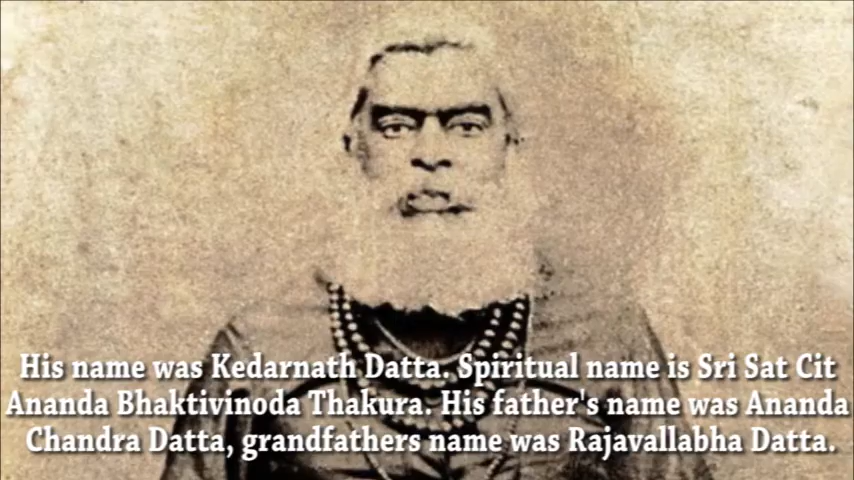 His name was Kedarnath Datta. Spiritual name is Sri Sat Cit
Ananda Bhaktivinoda Thakura. His father's name was Ananda
Chandra Datta, grandfathers name was Rajavallabha Datta.